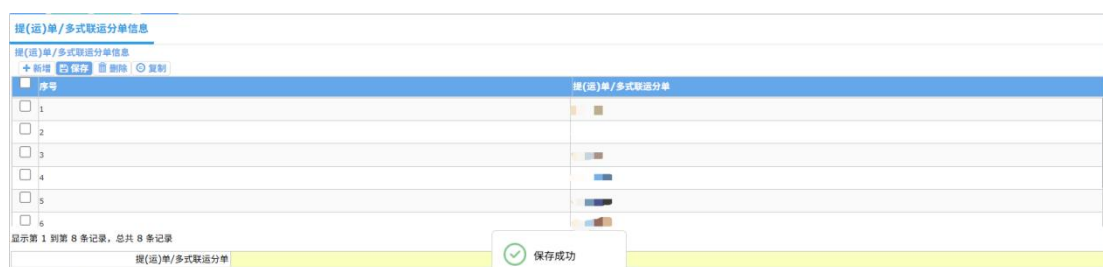 提(运)单/多式联运分单信息
提(运)单/多式联运分单信息
新增 保存 删除 复制
序号 提(运)单/多式联运分单
1
2
3
4
5
6
显示第 1 到第 8 条记录，总共 8 条记录
保存成功
提(运)单/多式联运分单